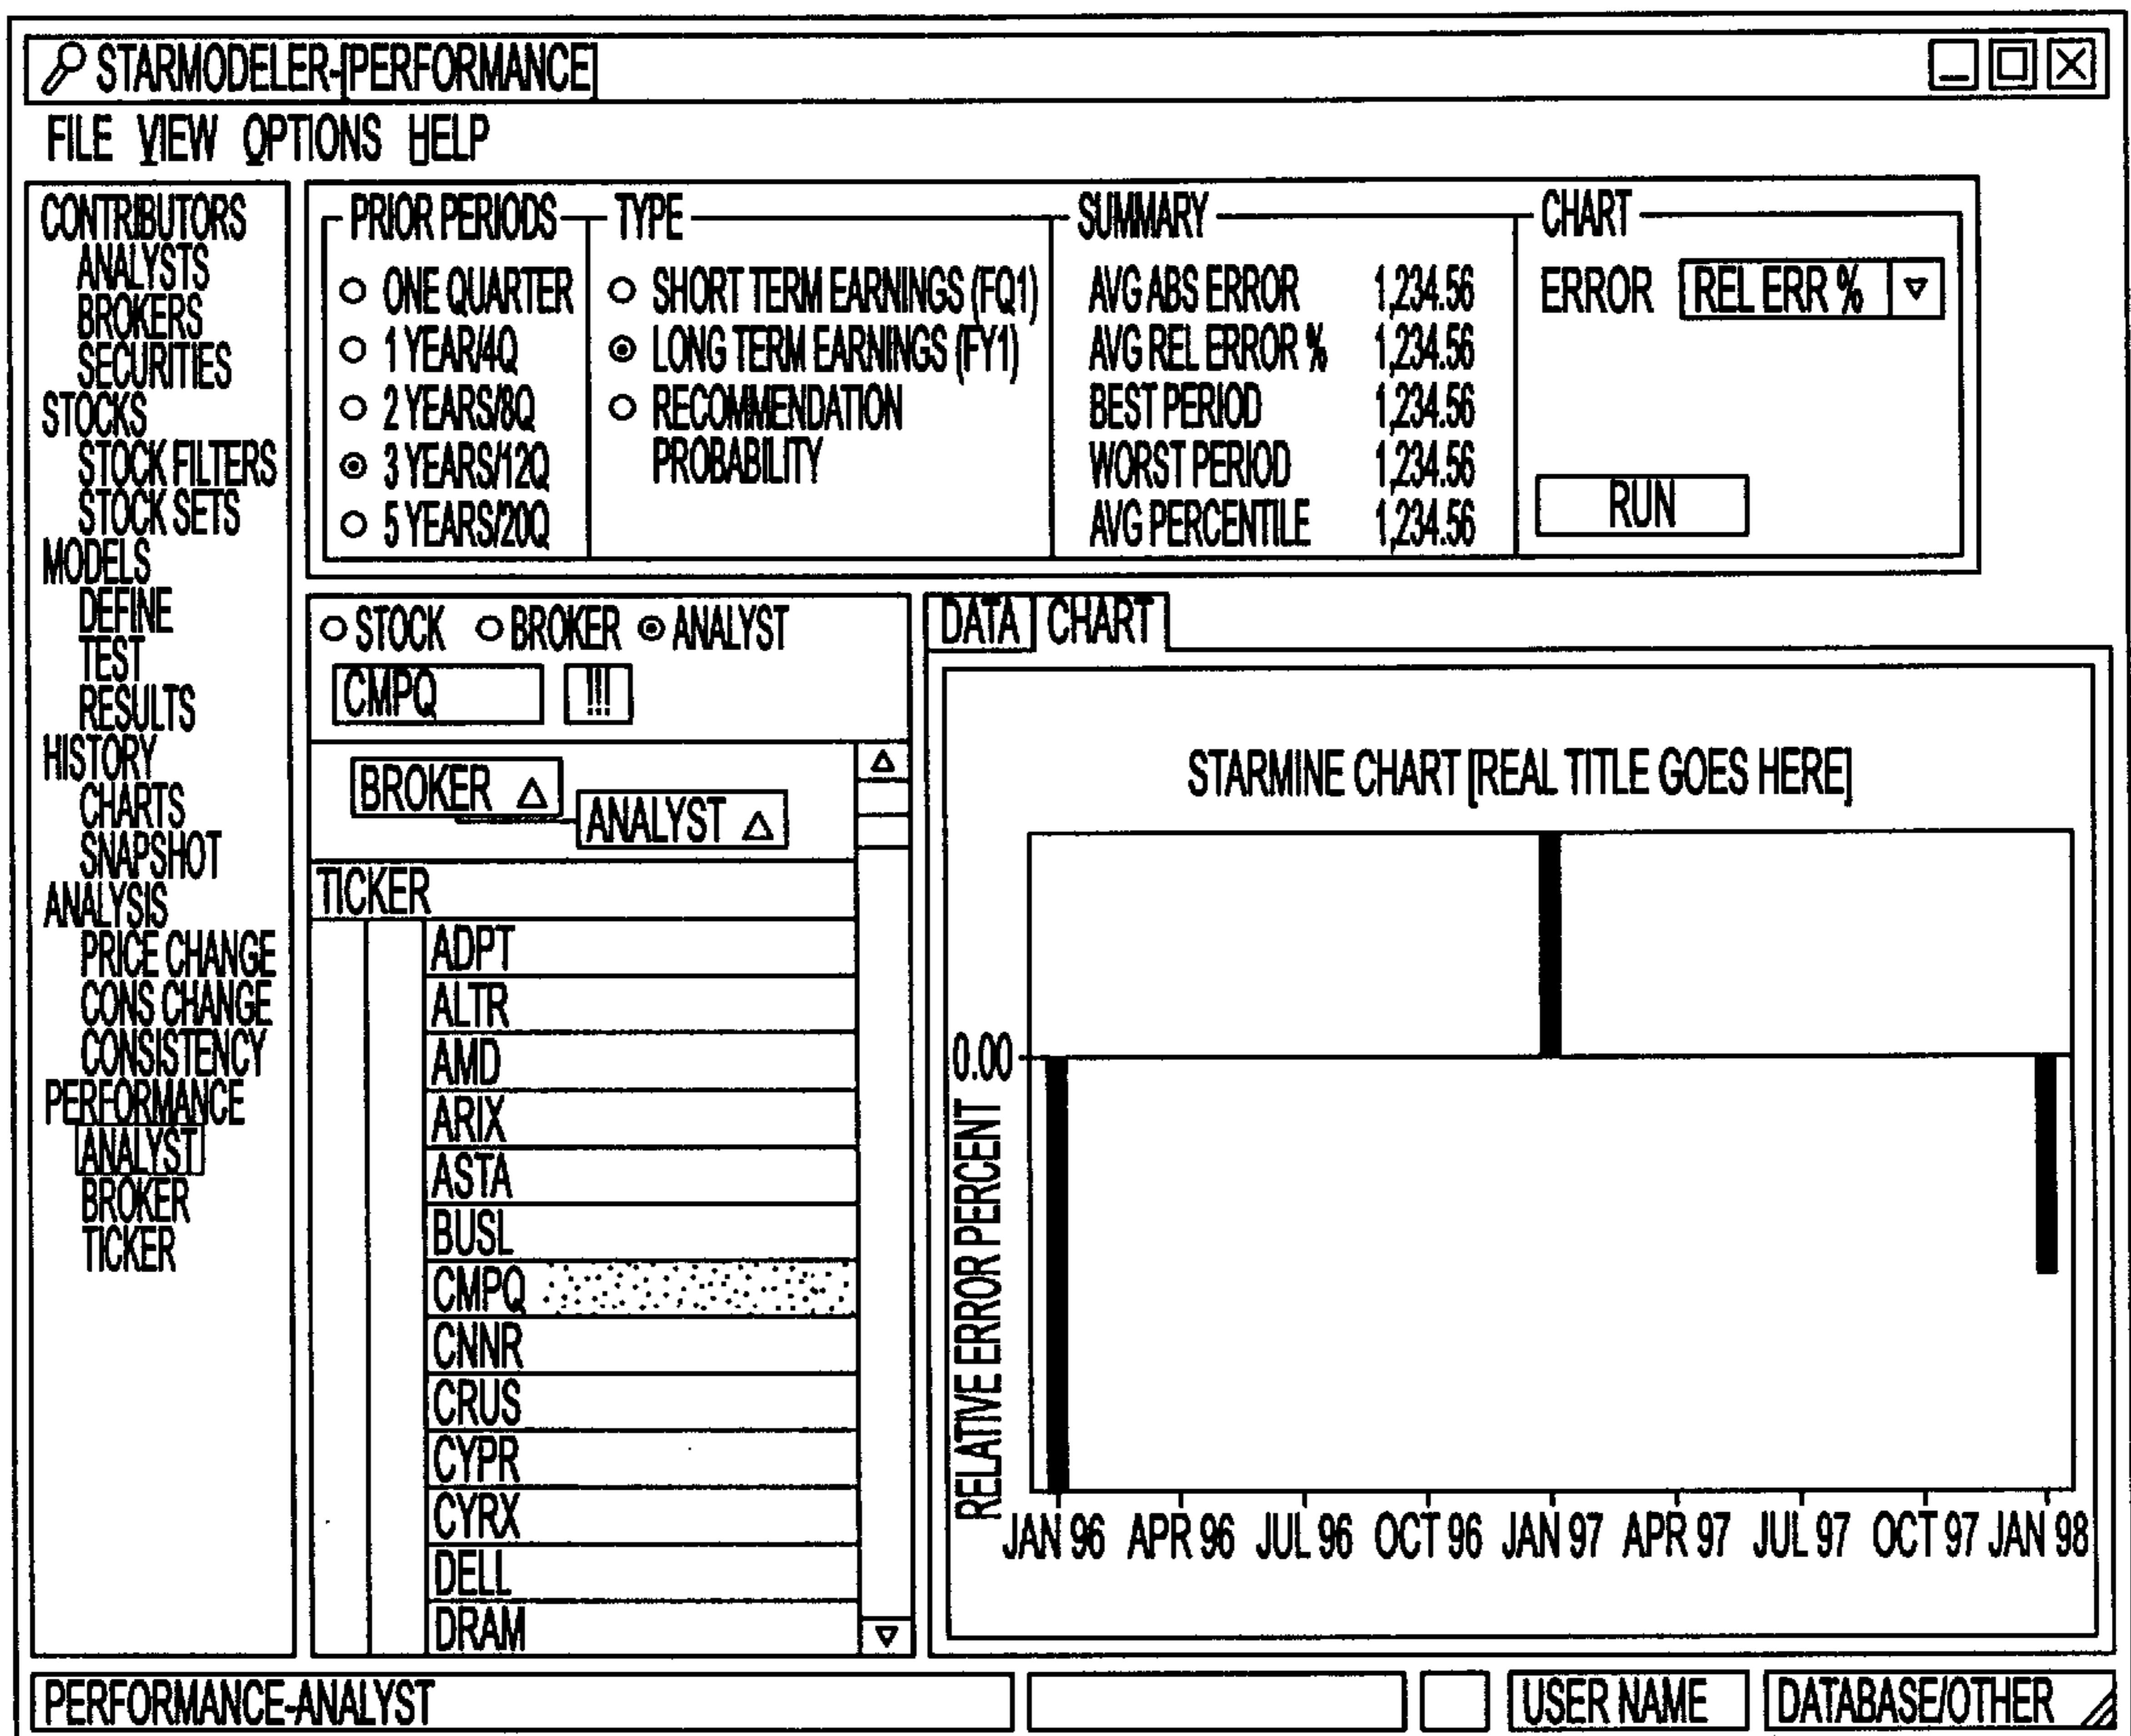 STARMODELER-[PERFORMANCE]
FILE VIEW OPTIONS HELP
CONTRIBUTORS
ANALYSTS
BROKERS
SECURITIES
STOCKS
STOCK FILTERS
STOCK SETS
MODELS
DEFINE
TEST
RESULTS
HISTORY
CHARTS
SNAPSHOT
ANALYSIS
PRICE CHANGE
CONS CHANGE
CONSISTENCY
PERFORMANCE
ANALYST
BROKER
TICKER
PRIOR PERIODS
ONE QUARTER
1 YEAR/4Q
2 YEARS/8Q
3 YEARS/12Q
5 YEARS/20Q
TYPE
SHORT TERM EARNINGS (FQ1)
LONG TERM EARNINGS (FY1)
RECOMMENDATION
PROBABILITY
SUMMARY
AVG ABS ERROR 1,234.56
AVG REL ERROR % 1,234.56
BEST PERIOD 1,234.56
WORST PERIOD 1,234.56
AVG PERCENTILE 1,234.56
CHART
ERROR REL ERR %
RUN
STOCK BROKER ANALYST
CMPQ !!!
BROKER
ANALYST
TICKER
ADPT
ALTR
AMD
ARIX
ASTA
BUSL
CMPQ
CNNR
CRUS
CYPR
CYRX
DELL
DRAM
DATA CHART
STARMINE CHART [REAL TITLE GOES HERE]
0.00
RELATIVE ERROR PERCENT
JAN 96 APR 96 JUL 96 OCT 96 JAN 97 APR 97 JUL 97 OCT 97 JAN 98
PERFORMANCE-ANALYST USER NAME DATABASE/OTHER